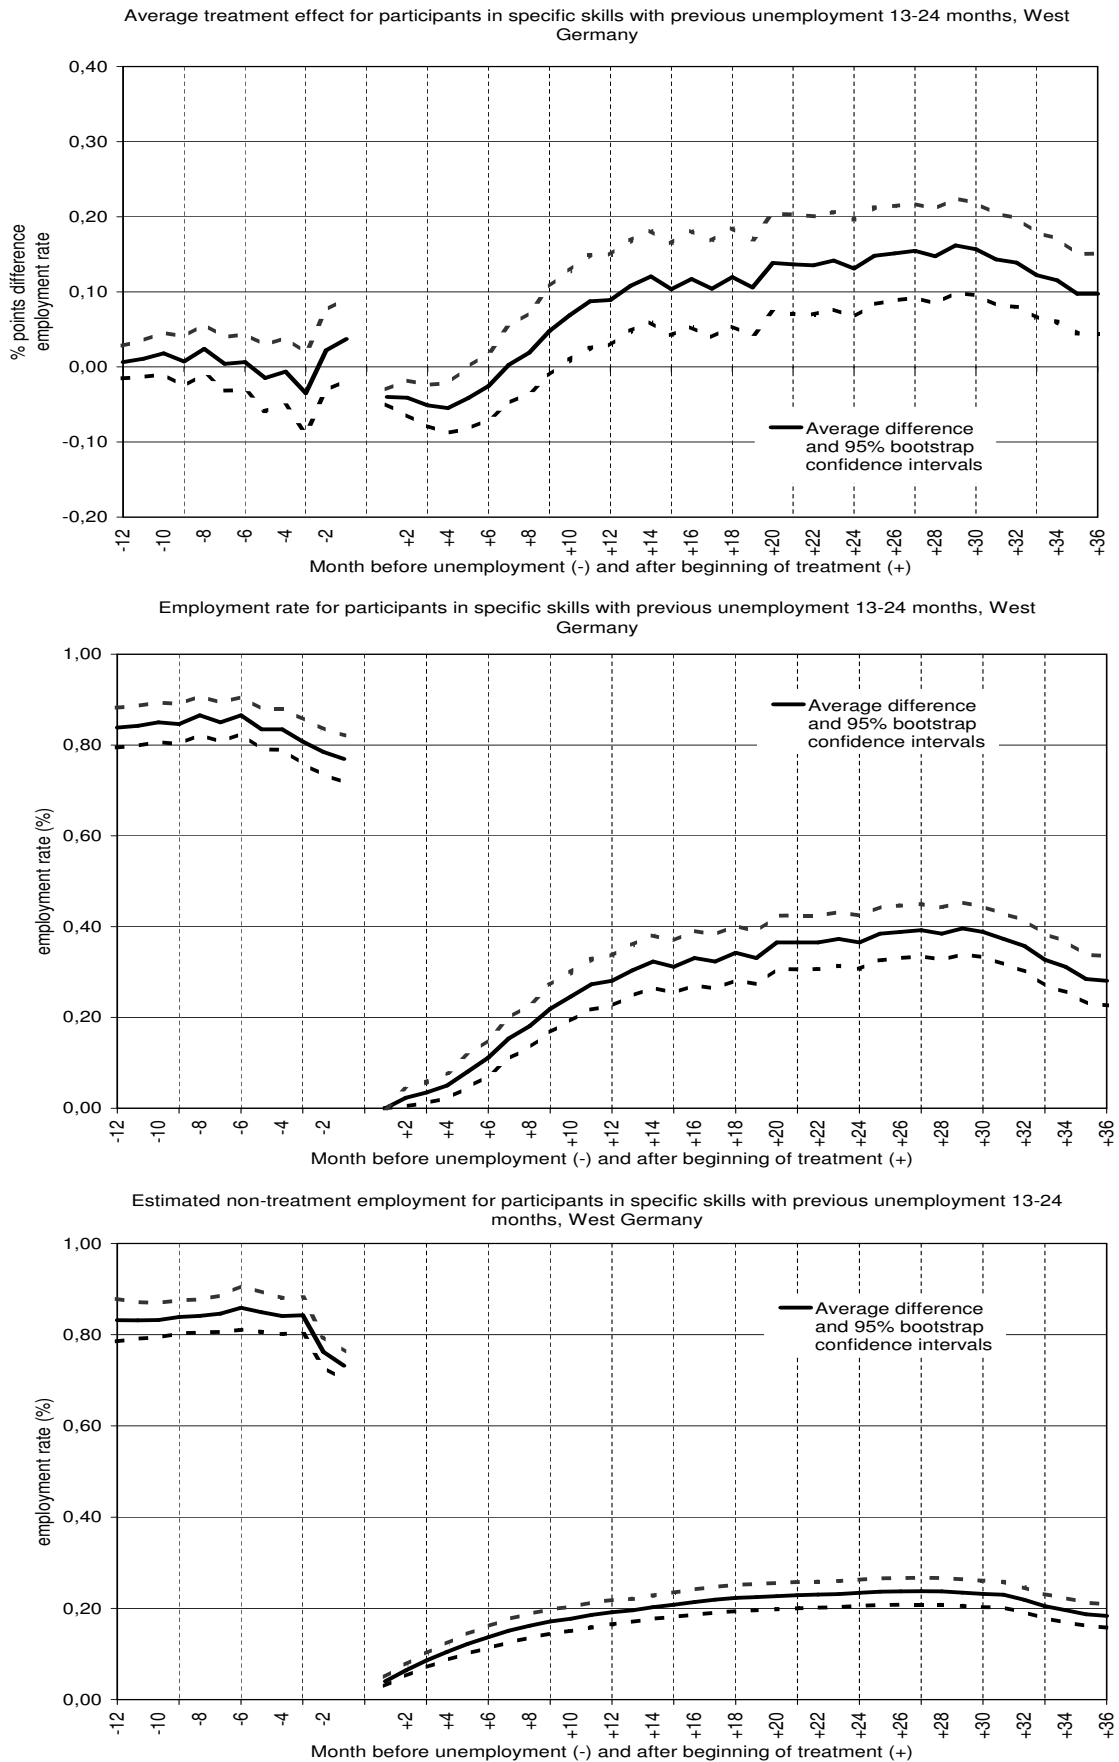 Average treatment effect for participants in specific skills with previous unemployment 13-24 months, West
Germany
0,40
0,30
0,20
0,10
0,00
-0,10
-0,20
% points difference
employment rate
Average difference
and 95% bootstrap
confidence intervals
-12 -10 -8 -6 -4 -2 +2 +4 +6 +8 +10 +12 +14 +16 +18 +20 +22 +24 +26 +28 +30 +32 +34 +36
Month before unemployment (-) and after beginning of treatment (+)
Employment rate for participants in specific skills with previous unemployment 13-24 months, West
Germany
1,00
0,80
0,60
0,40
0,20
0,00
employment rate (%)
Average difference
and 95% bootstrap
confidence intervals
-12 -10 -8 -6 -4 -2 +2 +4 +6 +8 +10 +12 +14 +16 +18 +20 +22 +24 +26 +28 +30 +32 +34 +36
Month before unemployment (-) and after beginning of treatment (+)
Estimated non-treatment employment for participants in specific skills with previous unemployment 13-24
months, West Germany
1,00
0,80
0,60
0,40
0,20
0,00
employment rate (%)
Average difference
and 95% bootstrap
confidence intervals
-12 -10 -8 -6 -4 -2 +2 +4 +6 +8 +10 +12 +14 +16 +18 +20 +22 +24 +26 +28 +30 +32 +34 +36
Month before unemployment (-) and after beginning of treatment (+)